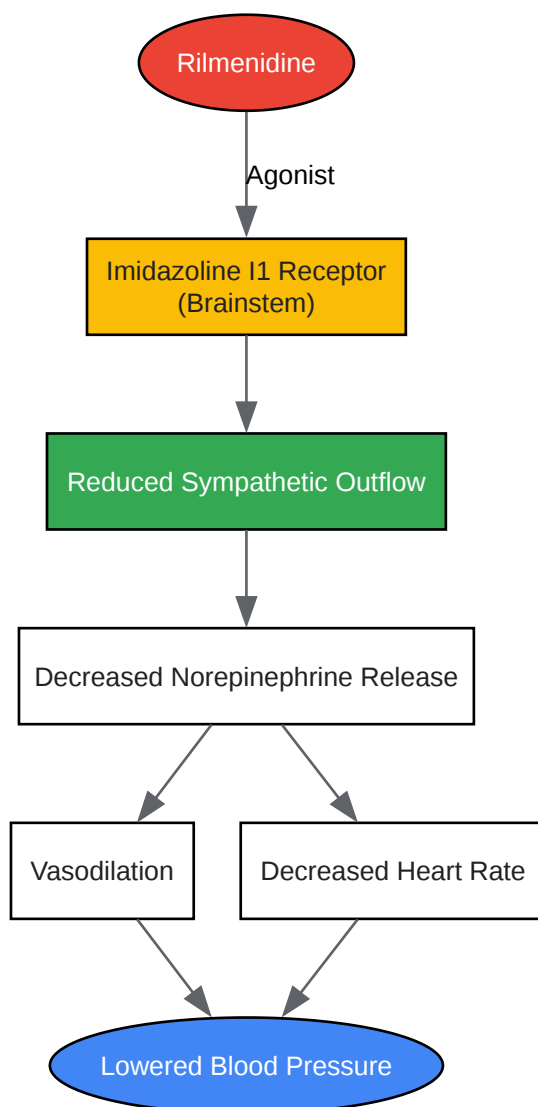 Rilmenidine
Agonist
Imidazoline I1 Receptor
(Brainstem)
Reduced Sympathetic Outflow
Decreased Norepinephrine Release
Vasodilation
Decreased Heart Rate
Lowered Blood Pressure